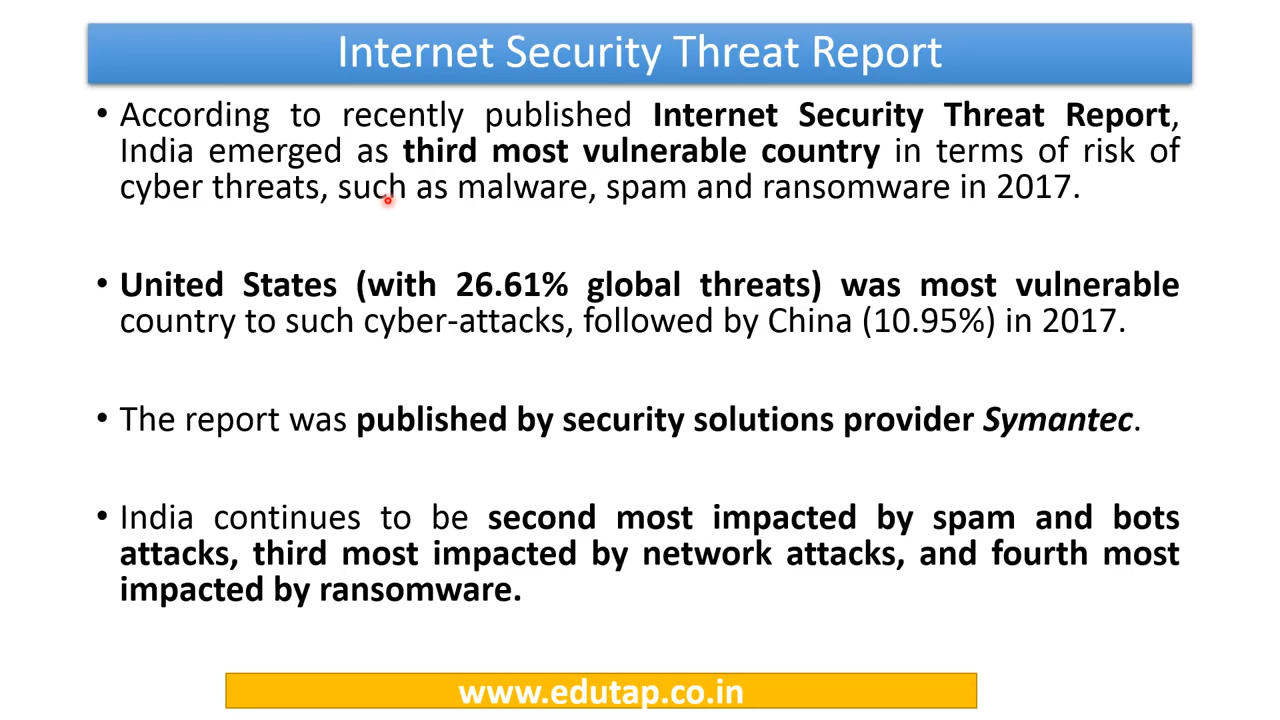 Internet Security Threat Report
• According to recently published Internet Security Threat Report,
India emerged as third most vulnerable country in terms of risk of
cyber threats, such as malware, spam and ransomware in 2017.
• United States (with 26.61% global threats) was most vulnerable
country to such cyber-attacks, followed by China (10.95%) in 2017.
• The report was published by security solutions provider Symantec.
• India continues to be second most impacted by spam and bots
attacks, third most impacted by network attacks, and fourth most
impacted by ransomware.
www.edutap.co.in